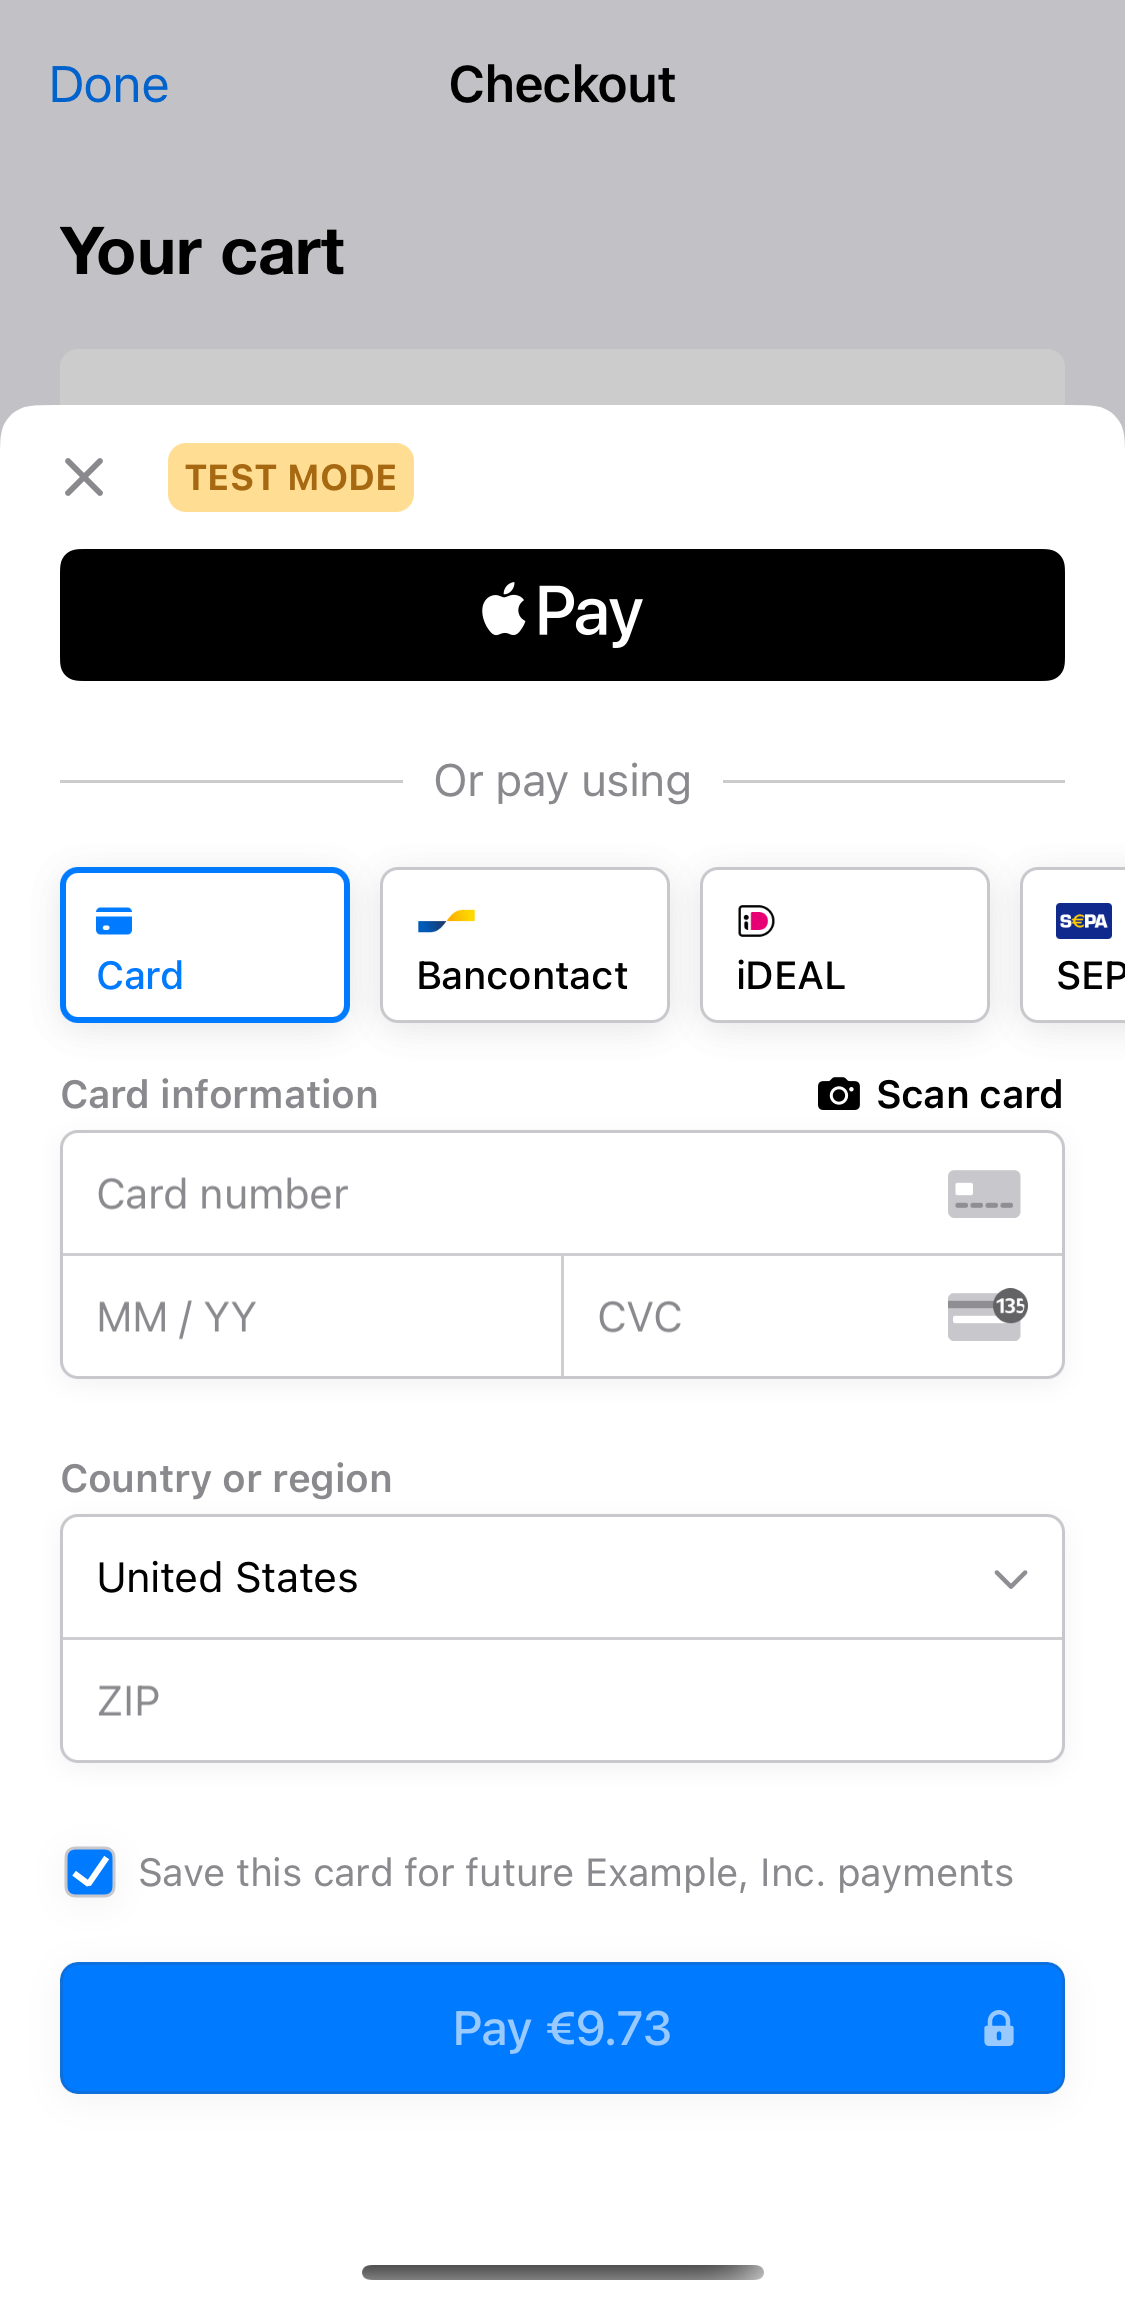 Done
Checkout
Your cart
TEST MODE
Pay
Or pay using
Card
Bancontact
iDEAL
S€PA
SEP
Card information
Scan card
Card number
MM / YY
CVC
135
Country or region
United States
ZIP
Save this card for future Example, Inc. payments
Pay €9.73